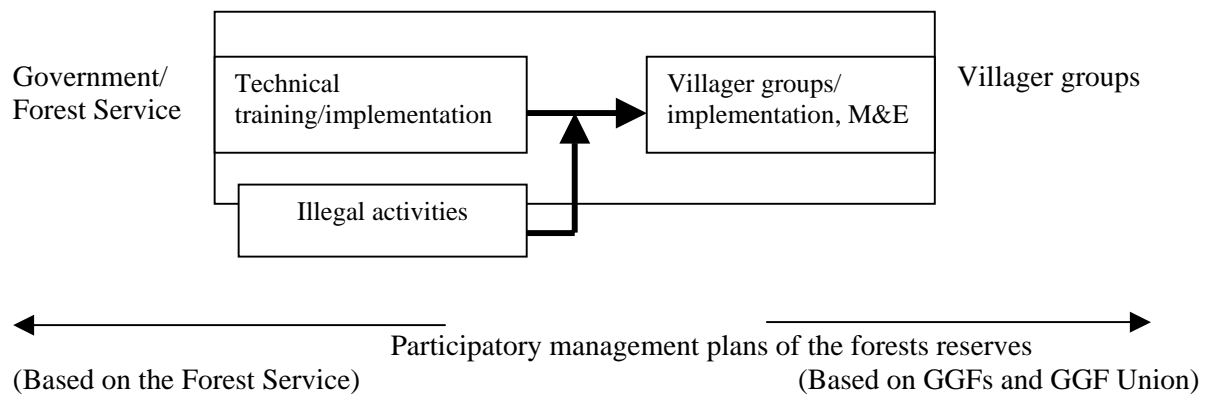 Government/
Forest Service
Technical
training/implementation
Villager groups/
implementation, M&E
Villager groups
Illegal activities
Participatory management plans of the forests reserves
(Based on the Forest Service)
(Based on GGFs and GGF Union)